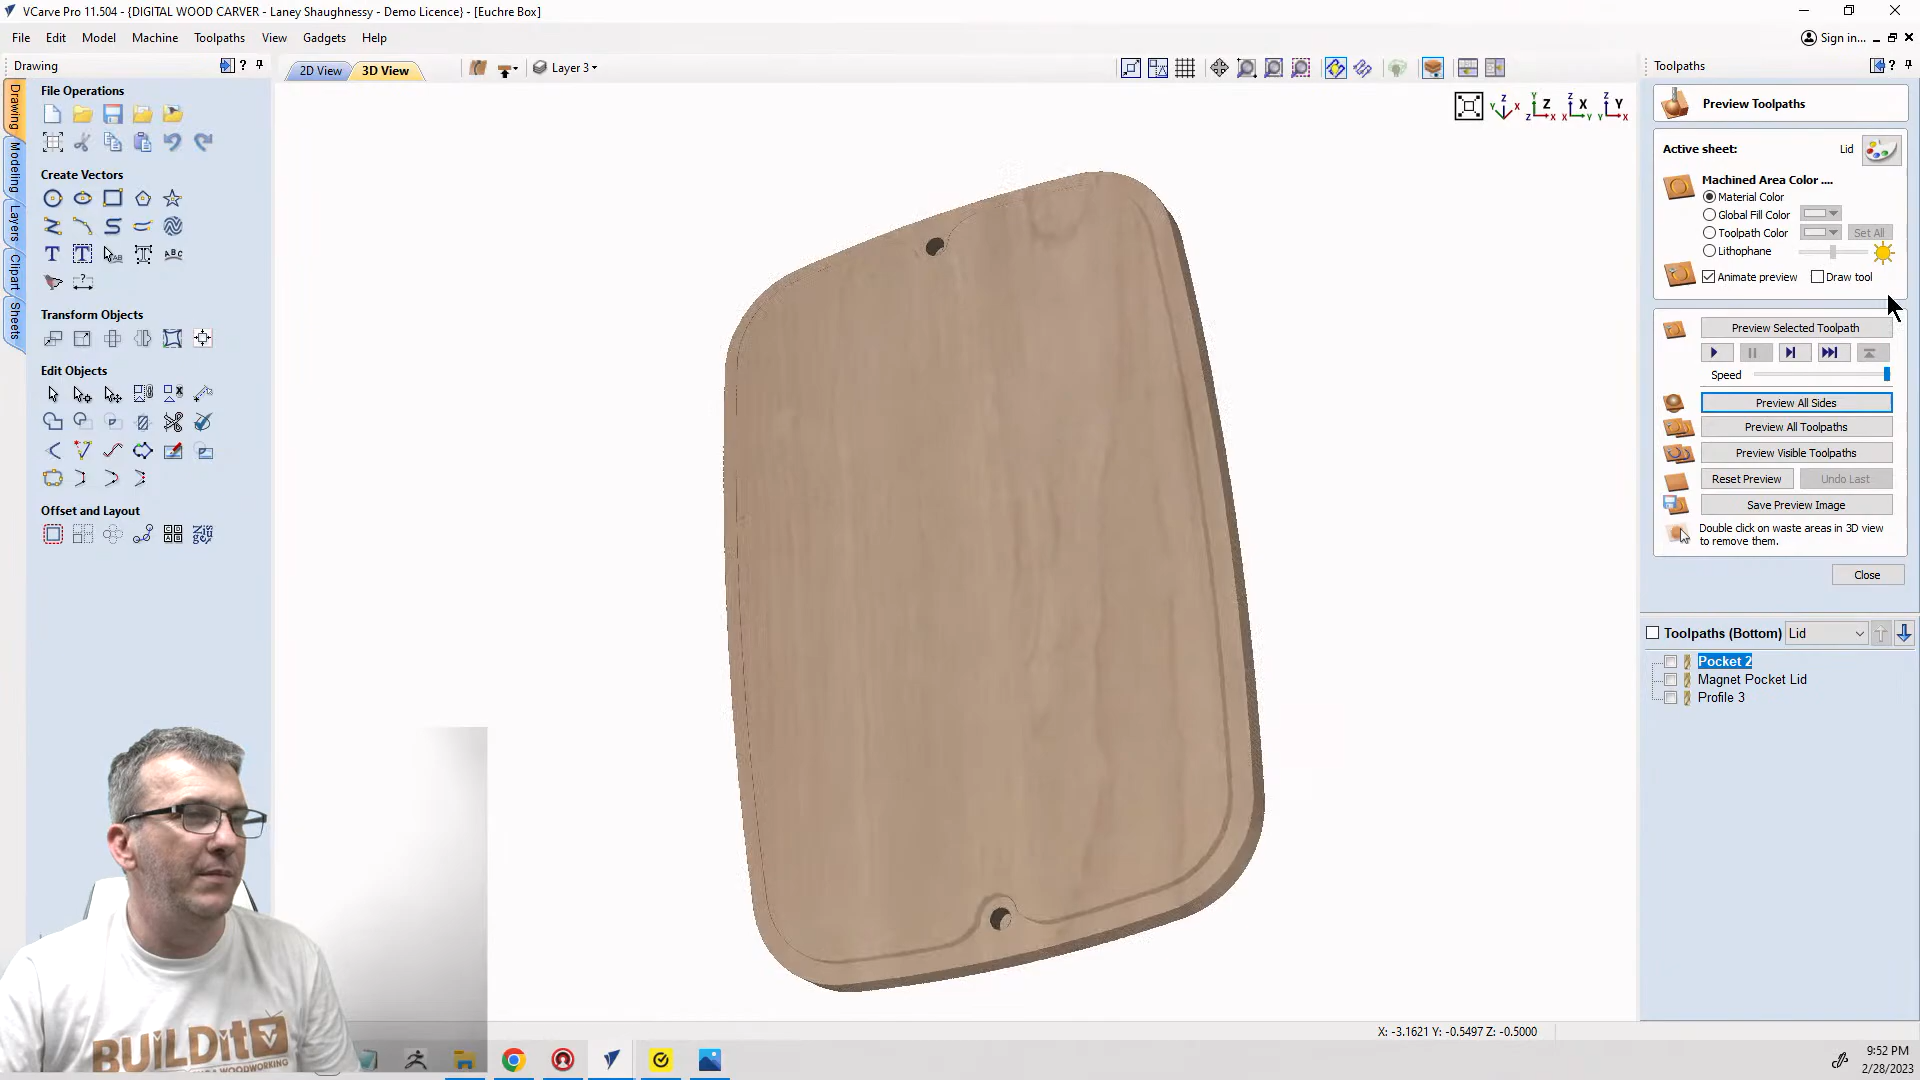 VCarve Pro 11.504 - {DIGITAL WOOD CARVER - Laney Shaughnessy - Demo Licence} - [Euchre Box]
File Edit Model Machine Toolpaths View Gadgets Help
Sign in...
Drawing
2D View
3D View
Layer 3
Toolpaths
Drawing
Modeling
Layers
Clipart
Sheets
File Operations
Create Vectors
Transform Objects
Edit Objects
Offset and Layout
Preview Toolpaths
Active sheet: Lid
Machined Area Color ....
Material Color
Global Fill Color
Toolpath Color Set All
Lithophane
Animate preview Draw tool
Preview Selected Toolpath
Speed
Preview All Sides
Preview All Toolpaths
Preview Visible Toolpaths
Reset Preview Undo Last
Save Preview Image
Double click on waste areas in 3D view
to remove them.
Close
Toolpaths (Bottom) Lid
Pocket 2
Magnet Pocket Lid
Profile 3
BUILDit
WOODWORKING
X: -3.1621 Y: -0.5497 Z: -0.5000
9:52 PM
2/28/2023